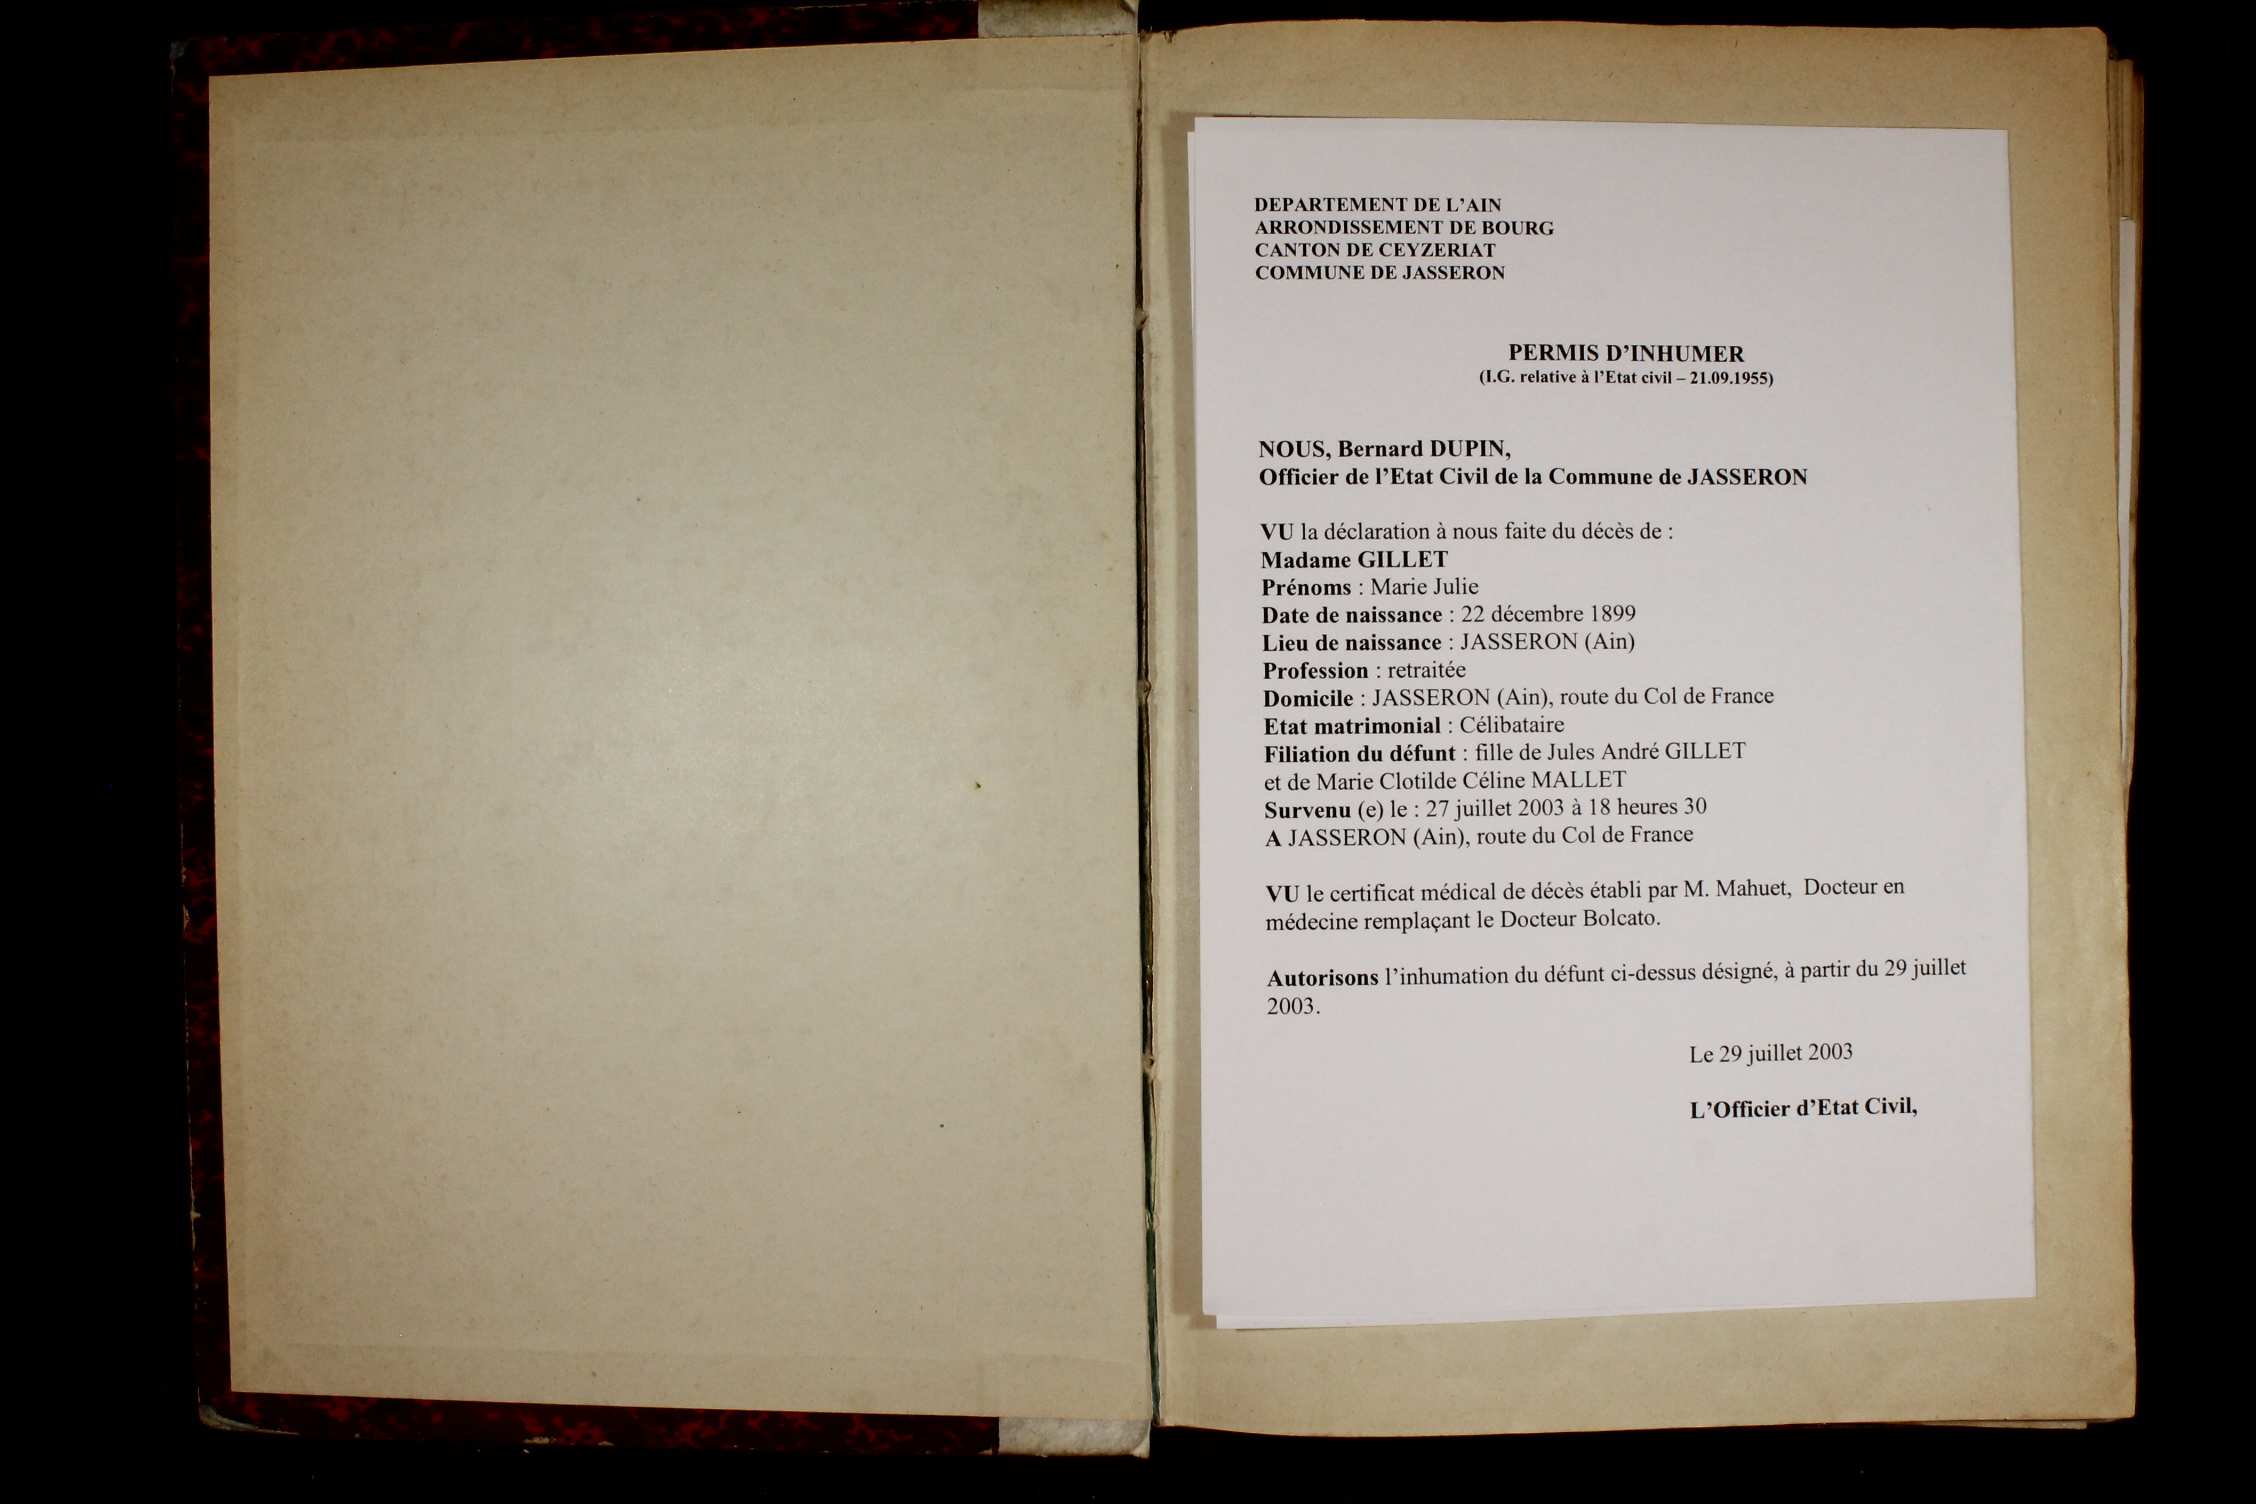 DEPARTEMENT DE L’AIN
ARRONDISSEMENT DE BOURG
CANTON DE CEYZERIAT
COMMUNE DE JASSERON
PERMIS D’INHUMER
(I.G. relative à l’Etat civil – 21.09.1955)
NOUS, Bernard DUPIN,
Officier de l’Etat Civil de la Commune de JASSERON
VU la déclaration à nous faite du décès de :
Madame GILLET
Prénoms : Marie Julie
Date de naissance : 22 décembre 1899
Lieu de naissance : JASSERON (Ain)
Profession : retraitée
Domicile : JASSERON (Ain), route du Col de France
Etat matrimonial : Célibataire
Filiation du défunt : fille de Jules André GILLET
et de Marie Clotilde Céline MALLET
Survenu (e) le : 27 juillet 2003 à 18 heures 30
A JASSERON (Ain), route du Col de France
VU le certificat médical de décès établi par M. Mahuet, Docteur en
médecine remplaçant le Docteur Bolcato.
Autorisons l’inhumation du défunt ci-dessus désigné, à partir du 29 juillet
2003.
Le 29 juillet 2003
L’Officier d’Etat Civil,